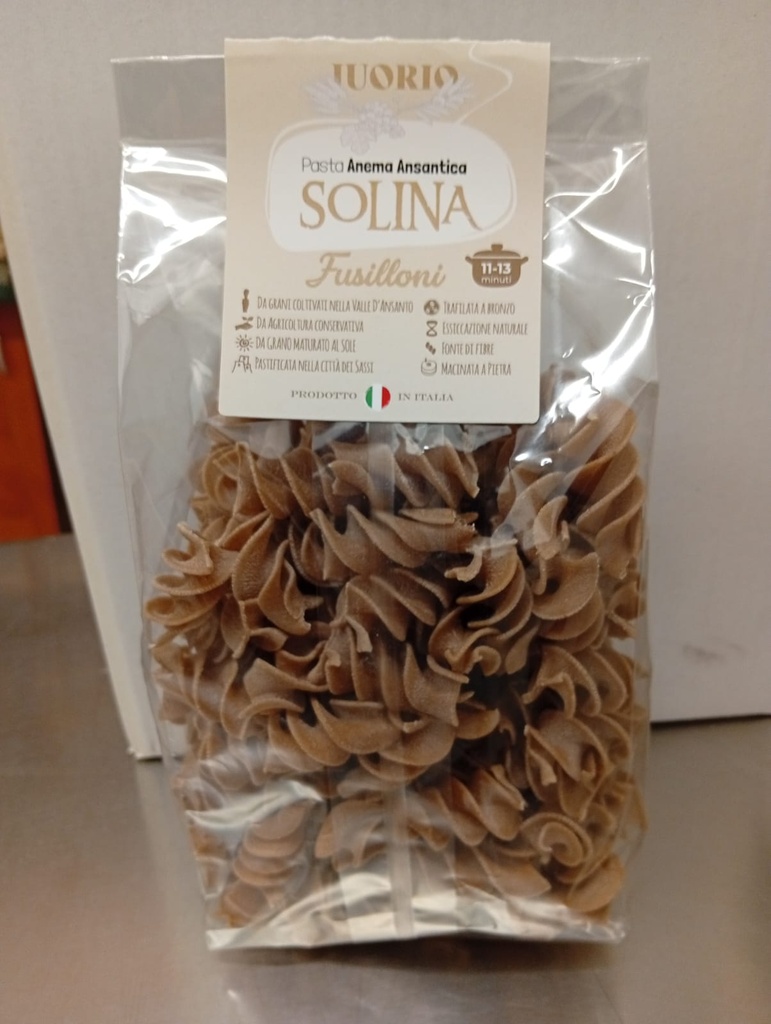 IUORIO
Pasta Anema Ansantica
SOLINA
Fusilloni
11-13
minuti
DA GRANI COLTIVATI NELLA VALLE D'ANSANTO
DA AGRICOLTURA CONSERVATIVA
DA GRANO MATURATO AL SOLE
PASTIFICATA NELLA CITTÀ DEI SASSI
TRAFILATA A BRONZO
ESSICCAZIONE NATURALE
FONTE DI FIBRE
MACINATA A PIETRA
PRODOTTO IN ITALIA